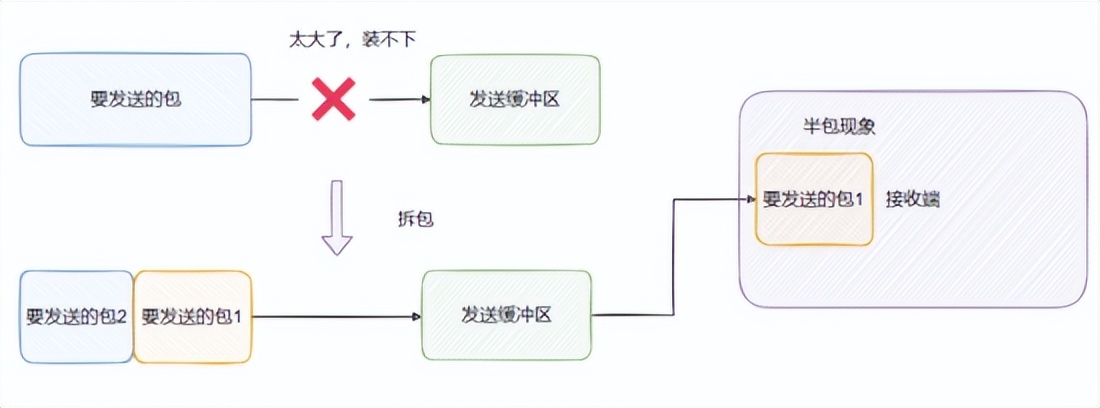 太大了，装不下
要发送的包
发送缓冲区
半包现象
要发送的包1
接收端
拆包
要发送的包2
要发送的包1
发送缓冲区